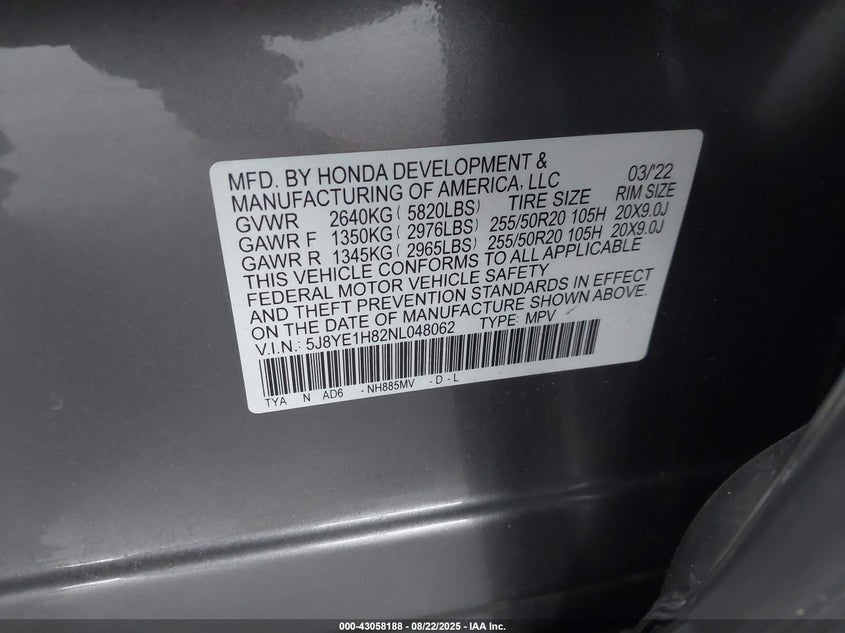 MFD. BY HONDA DEVELOPMENT & 03/'22
MANUFACTURING OF AMERICA, LLC
TIRE SIZE RIM SIZE
GVWR 2640KG ( 5820LBS)
GAWR F 1350KG ( 2976LBS) 255/50R20 105H 20X9.0J
GAWR R 1345KG ( 2965LBS) 255/50R20 105H 20X9.0J
THIS VEHICLE CONFORMS TO ALL APPLICABLE
FEDERAL MOTOR VEHICLE SAFETY
AND THEFT PREVENTION STANDARDS IN EFFECT
ON THE DATE OF MANUFACTURE SHOWN ABOVE.
V.I.N.: 5J8YE1H82NL048062 TYPE: MPV
TYA N AD6 - NH885MV - D - L
000-43058188 - 08/22/2025 - IAA Inc.